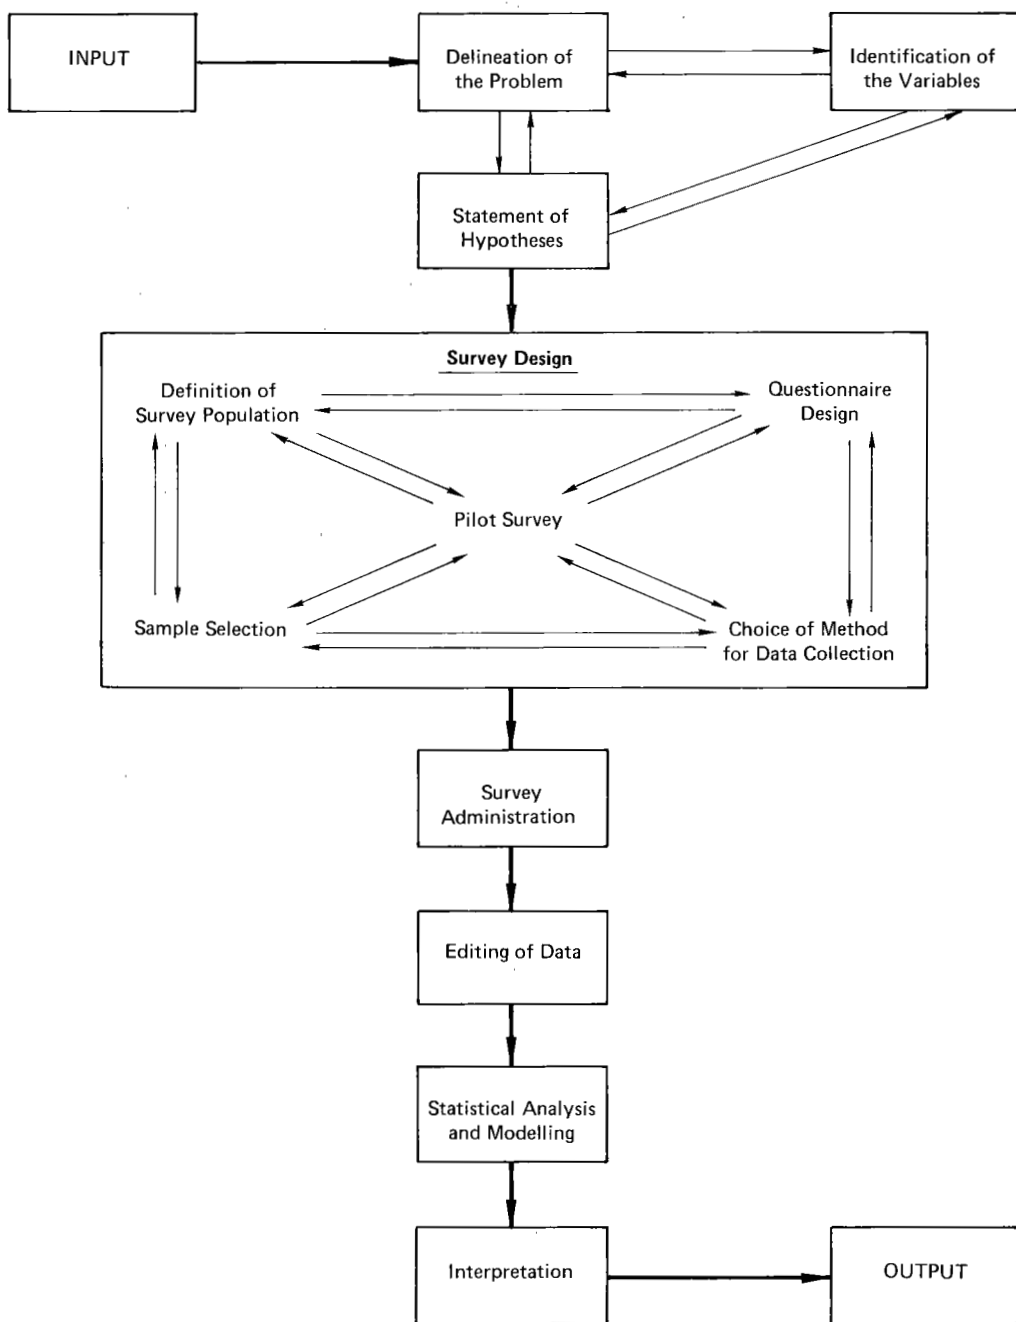 INPUT
Delineation of
the Problem
Identification of
the Variables
Statement of
Hypotheses
Survey Design
Definition of
Survey Population
Questionnaire
Design
Pilot Survey
Sample Selection
Choice of Method
for Data Collection
Survey
Administration
Editing of Data
Statistical Analysis
and Modelling
Interpretation
OUTPUT